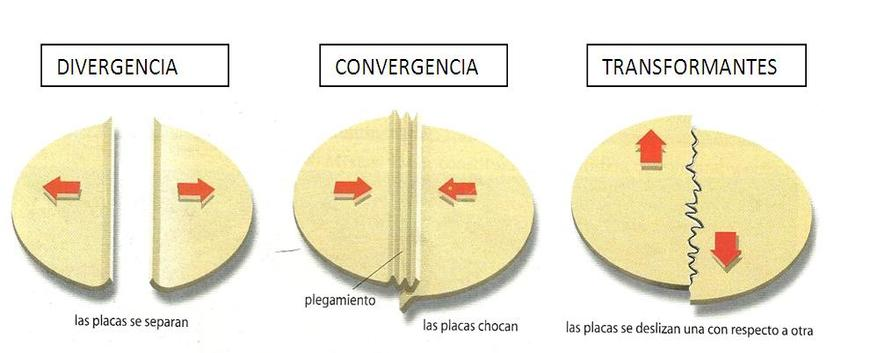 DIVERGENCIA
CONVERGENCIA
TRANSFORMANTES
plegamiento
las placas se separan
las placas chocan
las placas se deslizan una con respecto a otra